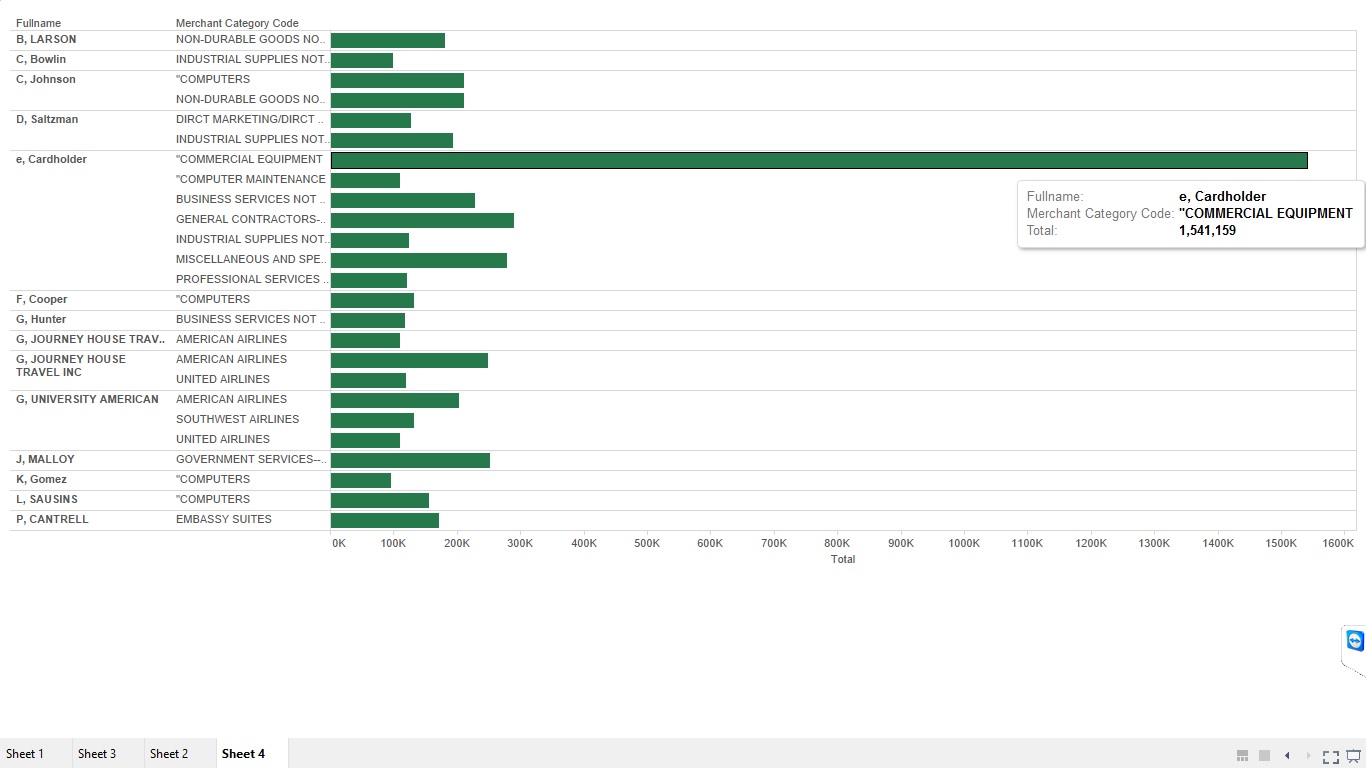 Fullname Merchant Category Code
B, LARSON NON-DURABLE GOODS NO..
C, Bowlin INDUSTRIAL SUPPLIES NOT..
C, Johnson "COMPUTERS
NON-DURABLE GOODS NO..
D, Saltzman DIRCT MARKETING/DIRCT ..
INDUSTRIAL SUPPLIES NOT..
e, Cardholder "COMMERCIAL EQUIPMENT
"COMPUTER MAINTENANCE
BUSINESS SERVICES NOT ..
GENERAL CONTRACTORS-..
INDUSTRIAL SUPPLIES NOT..
MISCELLANEOUS AND SPE..
PROFESSIONAL SERVICES ..
Fullname: e, Cardholder
Merchant Category Code: "COMMERCIAL EQUIPMENT
Total: 1,541,159
F, Cooper "COMPUTERS
G, Hunter BUSINESS SERVICES NOT ..
G, JOURNEY HOUSE TRAV.. AMERICAN AIRLINES
G, JOURNEY HOUSE AMERICAN AIRLINES
TRAVEL INC
UNITED AIRLINES
G, UNIVERSITY AMERICAN AMERICAN AIRLINES
SOUTHWEST AIRLINES
UNITED AIRLINES
J, MALLOY GOVERNMENT SERVICES--..
K, Gomez "COMPUTERS
L, SAUSINS "COMPUTERS
P, CANTRELL EMBASSY SUITES
0K 100K 200K 300K 400K 500K 600K 700K 800K 900K 1000K 1100K 1200K 1300K 1400K 1500K 1600K
Total
Sheet 1 Sheet 3 Sheet 2 Sheet 4